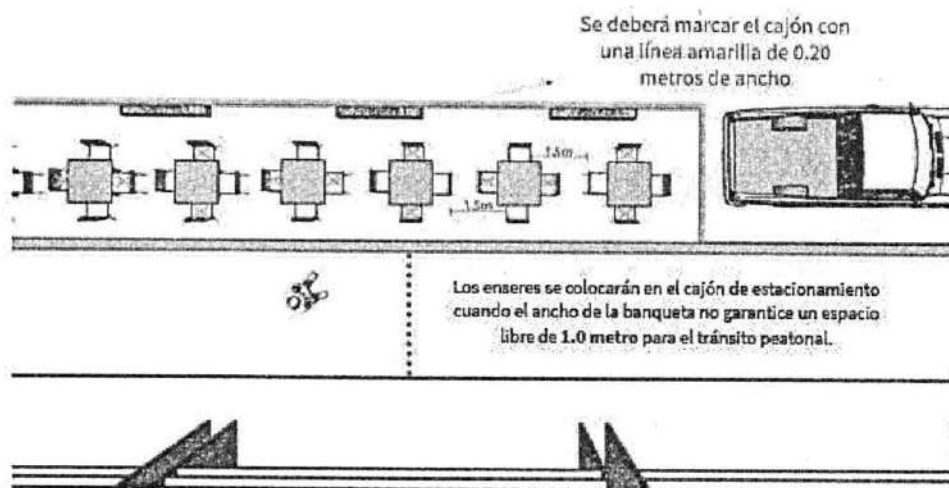 Se deberá marcar el cajón con
una línea amarilla de 0.20
metros de ancho
1.5m
1.5m
Los enseres se colocarán en el cajón de estacionamiento
cuando el ancho de la banqueta no garantice un espacio
libre de 1.0 metro para el tránsito peatonal.